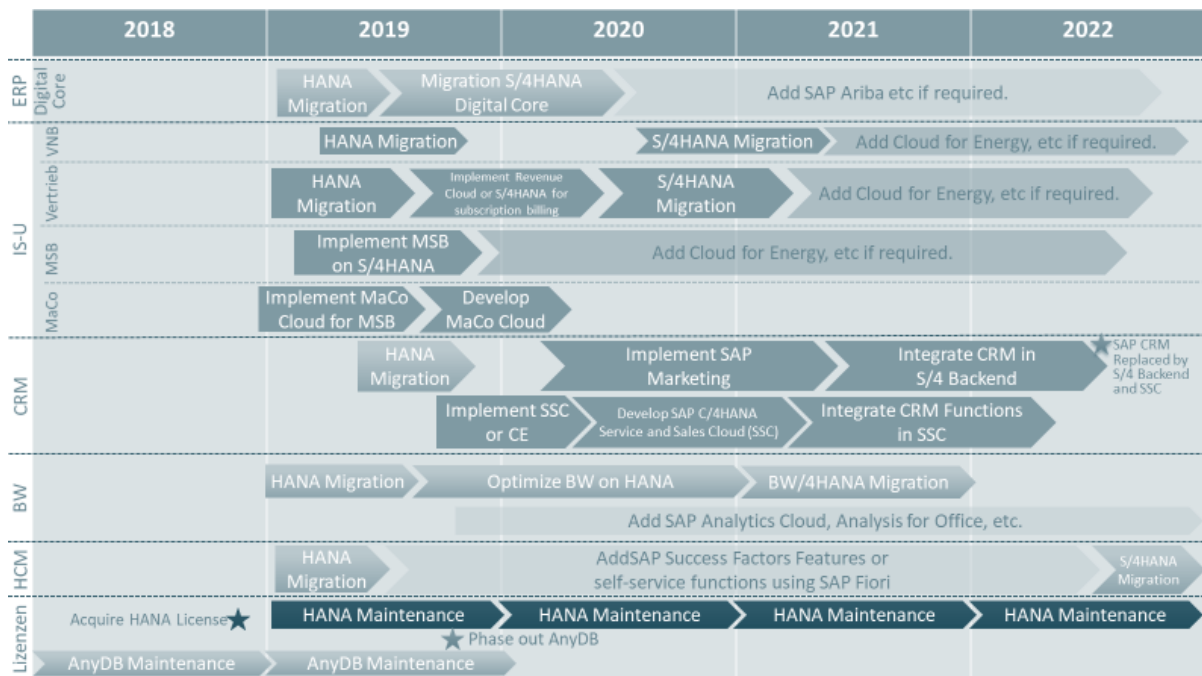 2018 2019 2020 2021 2022
ERP
Digital
Core
HANA
Migration
Migration S/4HANA
Digital Core
Add SAP Ariba etc if required.
IS-U
VNB
HANA Migration
S/4HANA Migration
Add Cloud for Energy, etc if required.
Vertrieb
HANA
Migration
Implement Revenue
Cloud or S/4HANA for
subscription billing
S/4HANA
Migration
Add Cloud for Energy, etc if required.
MSB
Implement MSB
on S/4HANA
Add Cloud for Energy, etc if required.
MaCo
Implement MaCo
Cloud for MSB
Develop
MaCo Cloud
CRM
HANA
Migration
Implement SAP
Marketing
Integrate CRM in
S/4 Backend
SAP CRM
Replaced by
S/4 Backend
and SSC
Implement SSC
or CE
Develop SAP C/4HANA
Service and Sales Cloud (SSC)
Integrate CRM Functions
in SSC
BW
HANA Migration
Optimize BW on HANA
BW/4HANA Migration
Add SAP Analytics Cloud, Analysis for Office, etc.
HCM
HANA
Migration
AddSAP Success Factors Features or
self-service functions using SAP Fiori
S/4HANA
Migration
Lizenzen
Acquire HANA License
HANA Maintenance
HANA Maintenance
HANA Maintenance
HANA Maintenance
Phase out AnyDB
AnyDB Maintenance
AnyDB Maintenance